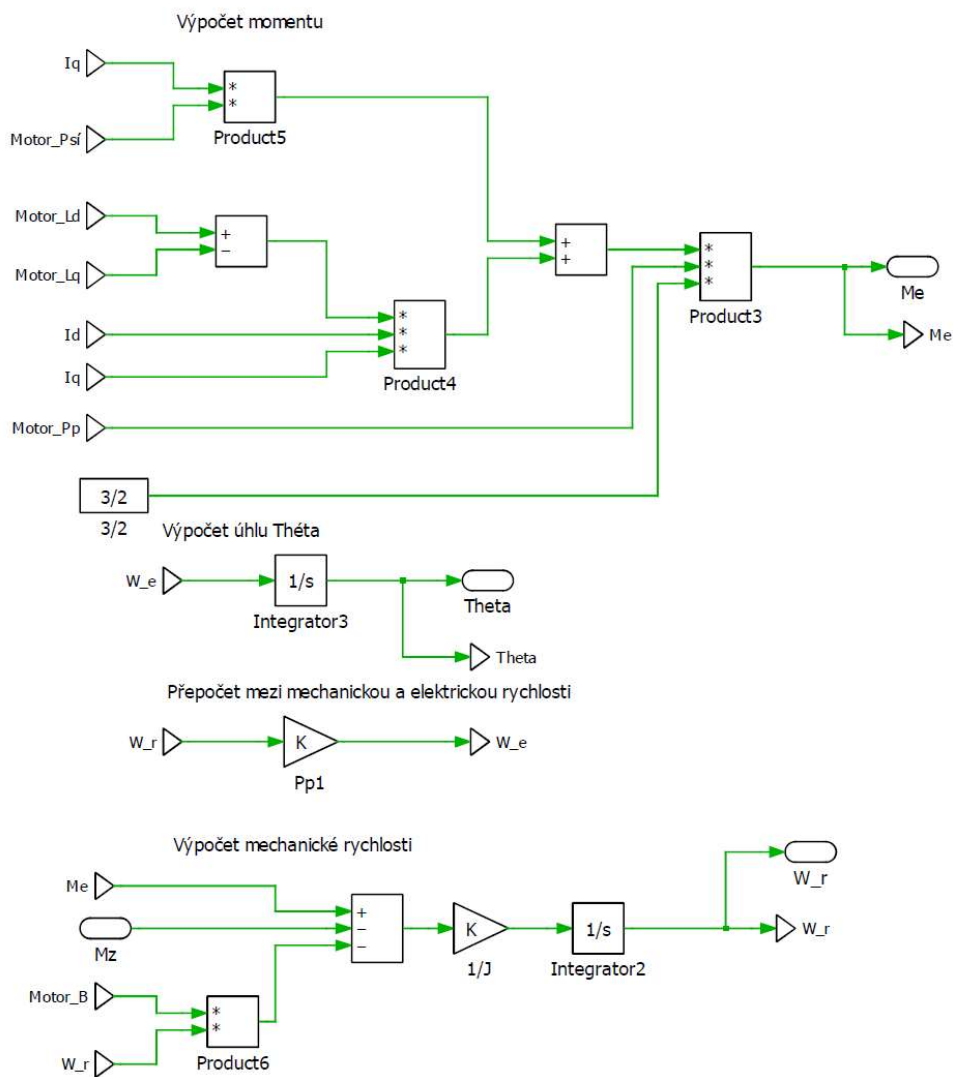 Výpočet momentu
Iq
*
*
Motor_Psí
Product5
Motor_Ld
+
−
Motor_Lq
+
+
*
*
*
Me
Product3
Me
Id
*
*
*
Iq
Product4
Motor_Pp
3/2
3/2
Výpočet úhlu Théta
W_e
1/s
Theta
Integrator3
Theta
Přepočet mezi mechanickou a elektrickou rychlosti
W_r
K
W_e
Pp1
Výpočet mechanické rychlosti
W_r
Me
+
−
−
K
1/s
W_r
Mz
1/J
Integrator2
Motor_B
*
*
W_r
Product6